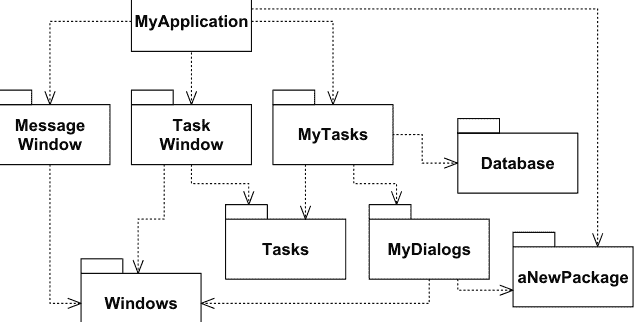 MyApplication
Message
Window
Task
Window
MyTasks
Database
Tasks
MyDialogs
aNewPackage
Windows